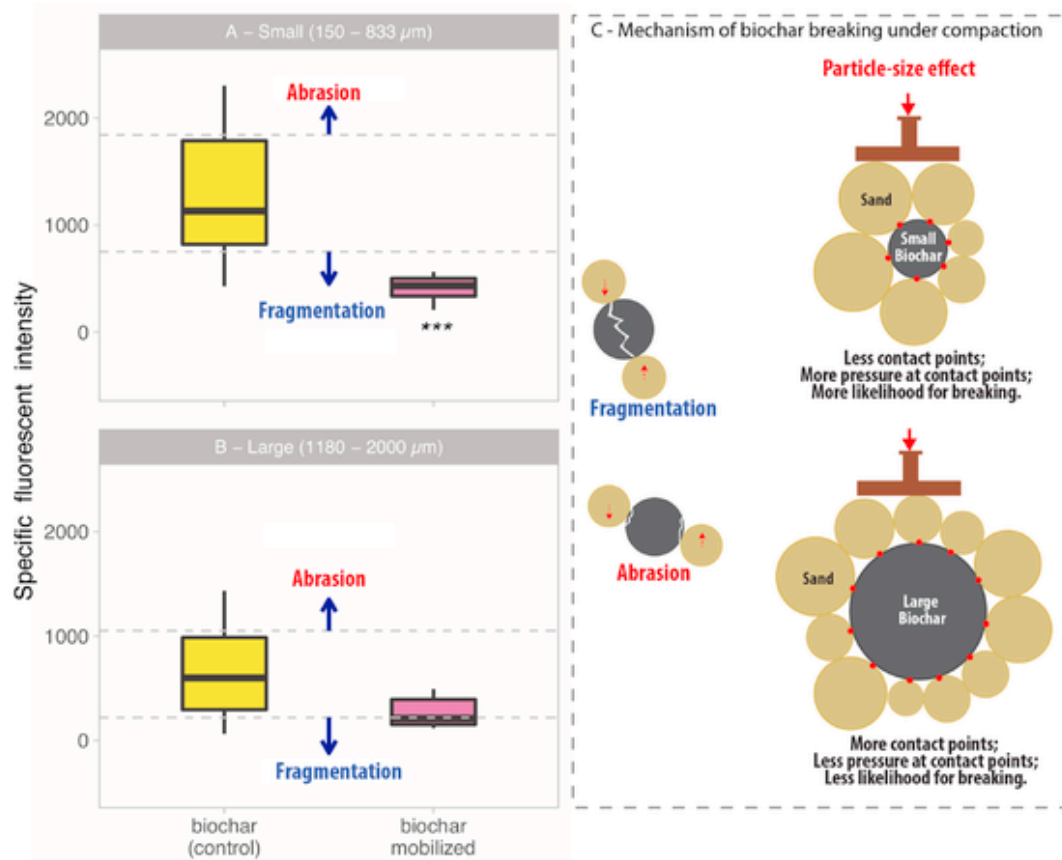 Specific fluorescent intensity
A – Small (150 – 833 µm)
2000
1000
0
Abrasion
Fragmentation
***
B – Large (1180 – 2000 µm)
2000
1000
0
Abrasion
Fragmentation
biochar
(control)
biochar
mobilized
C - Mechanism of biochar breaking under compaction
Particle-size effect
Sand
Small
Biochar
Fragmentation
Less contact points;
More pressure at contact points;
More likelihood for breaking.
Abrasion
Sand
Large
Biochar
More contact points;
Less pressure at contact points;
Less likelihood for breaking.